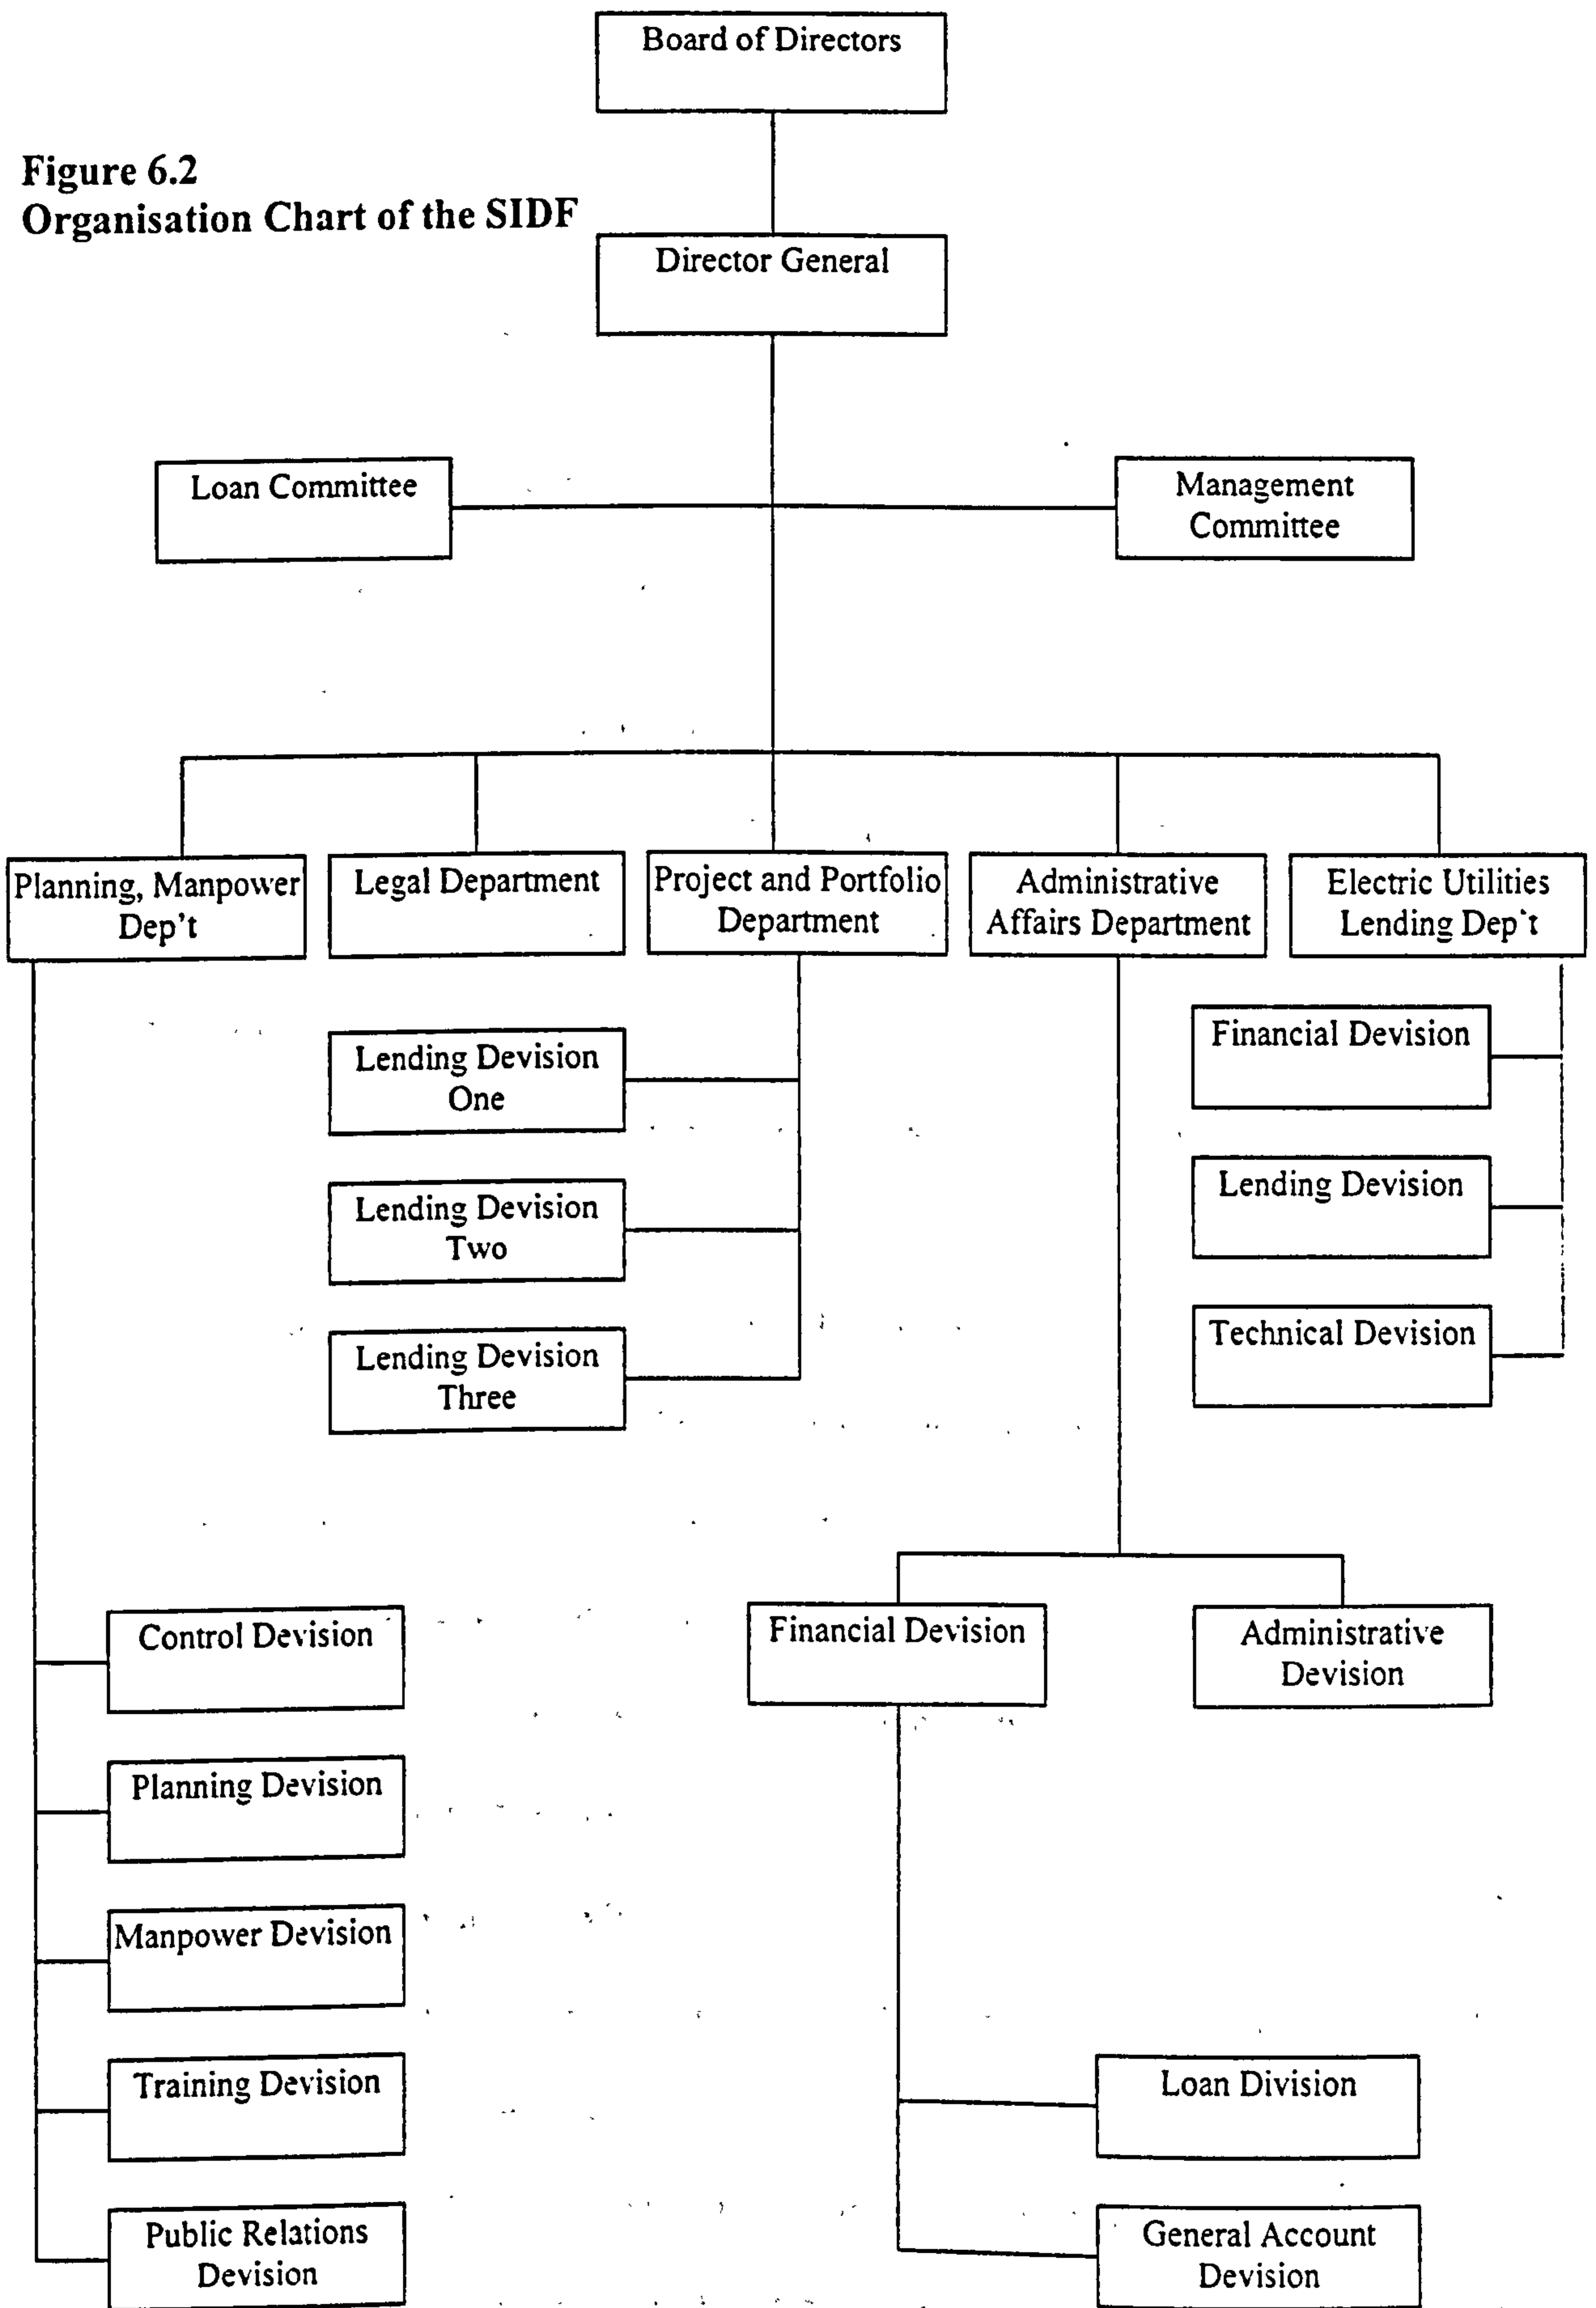 Board of Directors
Figure 6.2
Organisation Chart of the SIDF
Director General
Loan Committee
Management
Committee
Planning, Manpower
Dep't
Legal Department
Project and Portfolio
Department
Administrative
Affairs Department
Electric Utilities
Lending Dep't
Lending Devision
One
Lending Devision
Two
Lending Devision
Three
Financial Devision
Lending Devision
Technical Devision
Control Devision
Planning Devision
Manpower Devision
Training Devision
Public Relations
Devision
Financial Devision
Administrative
Devision
Loan Division
General Account
Devision